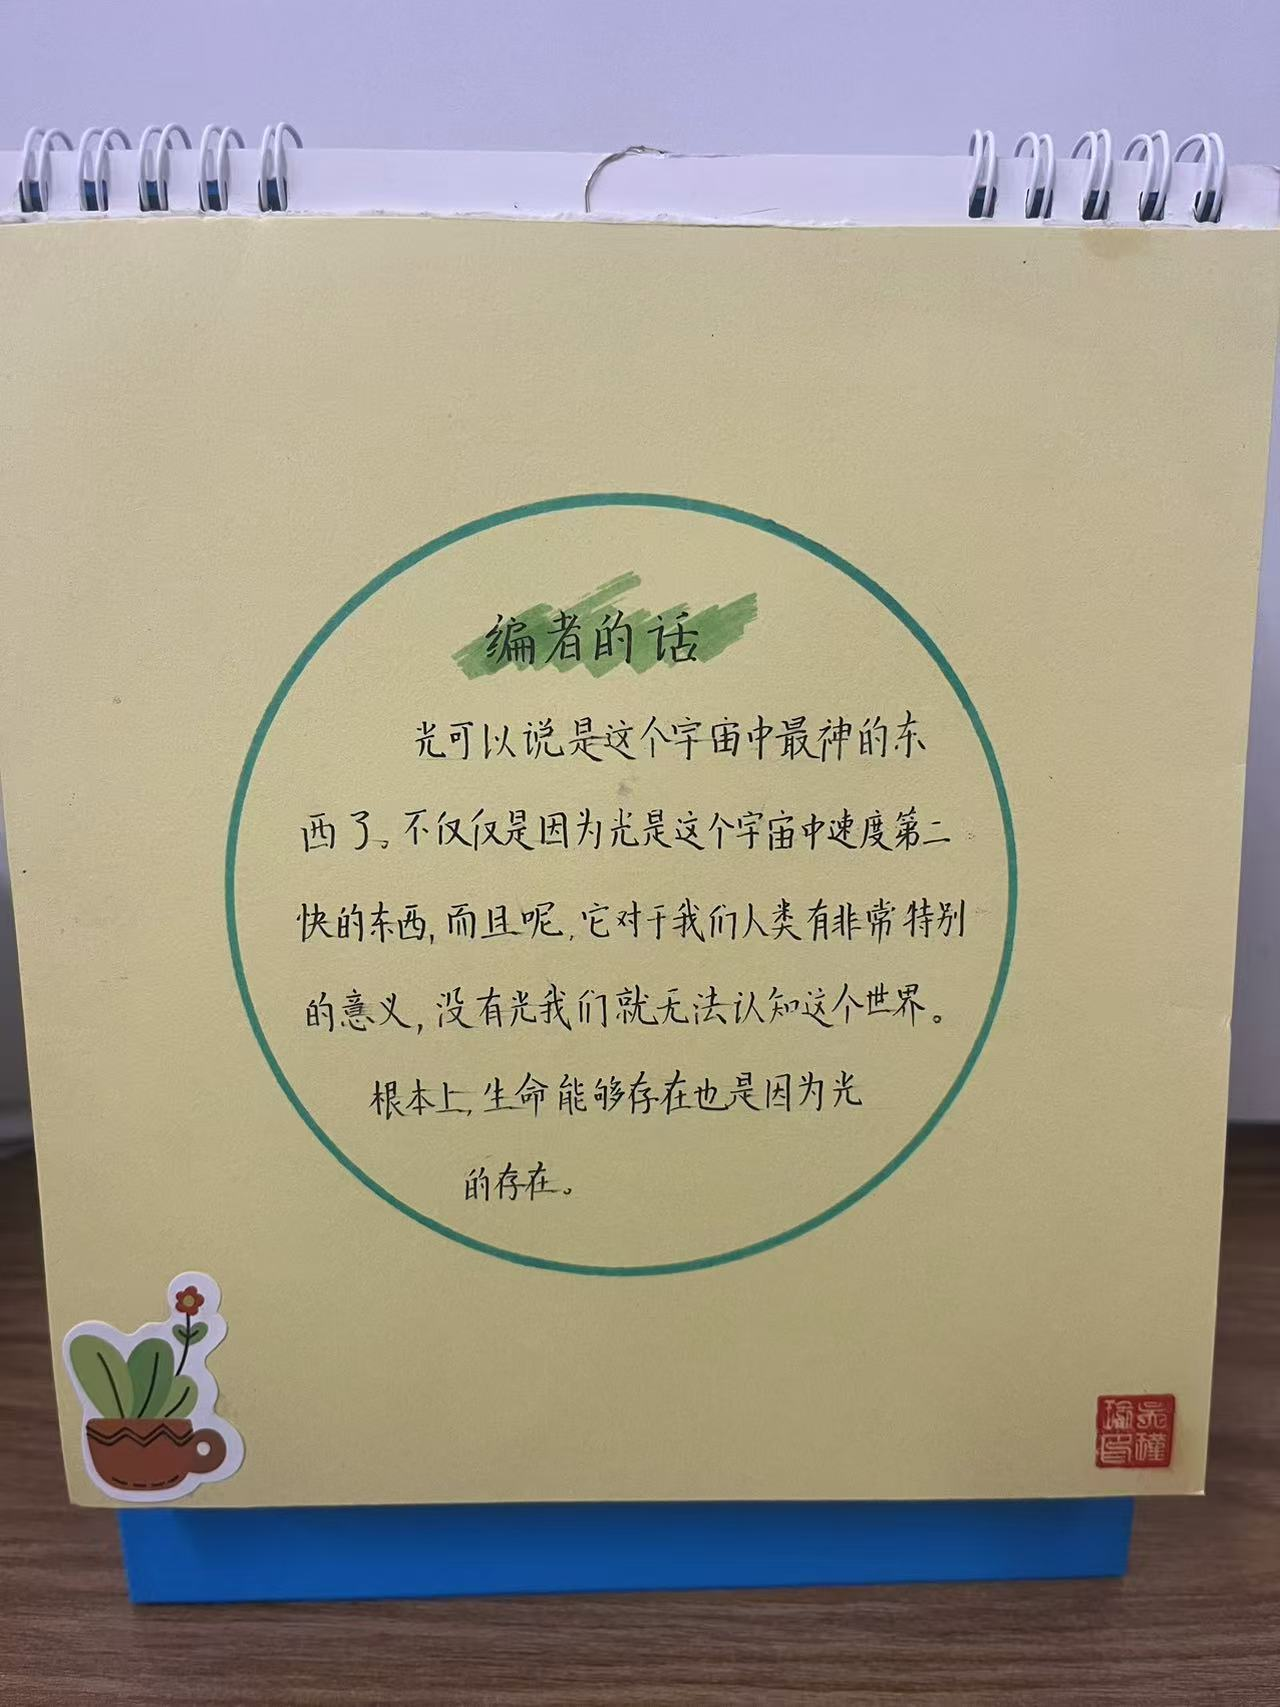 编者的话
光可以说是这个宇宙中最神的东
西了。不仅仅是因为光是这个宇宙中速度第二
快的东西,而且呢,它对于我们人类有非常特别
的意义,没有光我们就无法认知这个世界。
根本上,生命能够存在也是因为光
的存在。